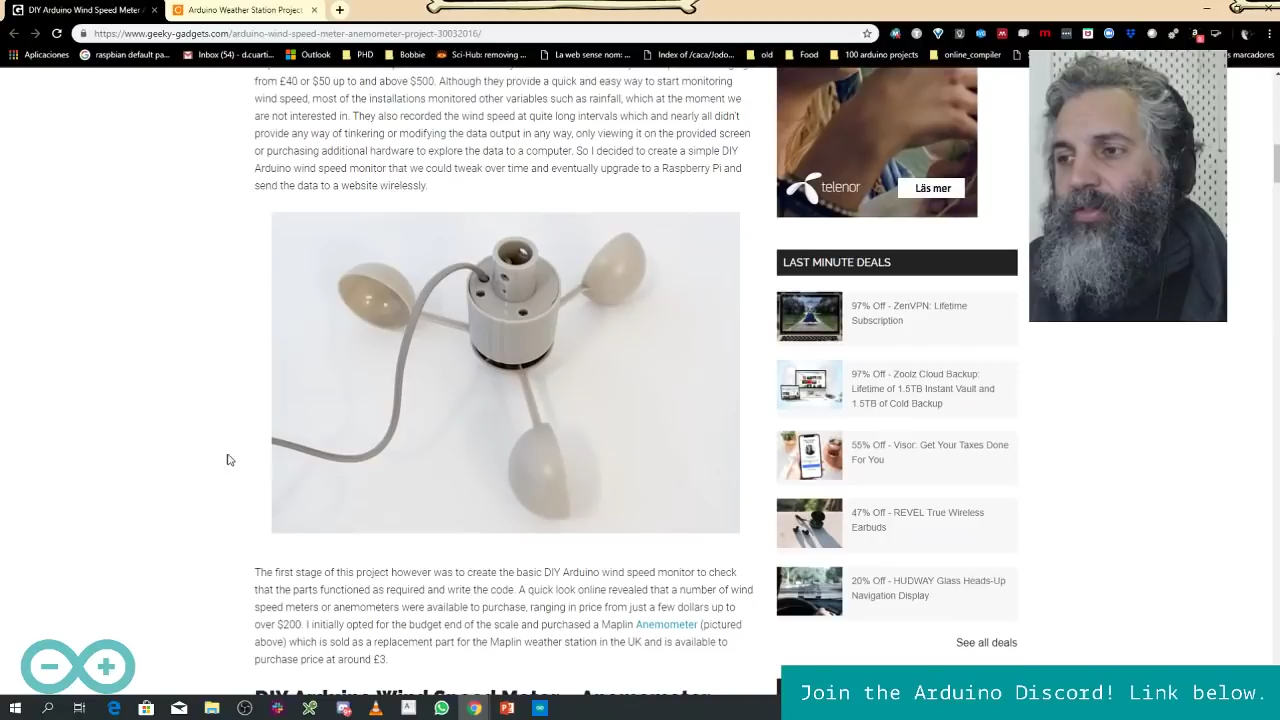 DIY Arduino Wind Speed Meter
Arduino Weather Station Project
https://www.geeky-gadgets.com/arduino-wind-speed-meter-anemometer-project-30032016/
Aplicaciones
raspbian default pa...
Inbox (54) - d.cuarti...
Outlook
PHD
Bobbie
Sci-Hub: removing ...
La web sense nom:...
Index of /caca/Jodo...
old
Food
100 arduino projects
online_compiler
os marcadores
from £40 or $50 up to and above $500. Although they provide a quick and easy way to start monitoring
wind speed, most of the installations monitored other variables such as rainfall, which at the moment we
are not interested in. They also recorded the wind speed at quite long intervals which and nearly all didn't
provide any way of tinkering or modifying the data output in any way, only viewing it on the provided screen
or purchasing additional hardware to explore the data to a computer. So I decided to create a simple DIY
Arduino wind speed monitor that we could tweak over time and eventually upgrade to a Raspberry Pi and
send the data to a website wirelessly.
telenor
Läs mer
LAST MINUTE DEALS
97% Off - ZenVPN: Lifetime
Subscription
97% Off - Zoolz Cloud Backup:
Lifetime of 1.5TB Instant Vault and
1.5TB of Cold Backup
55% Off - Visor: Get Your Taxes Done
For You
47% Off - REVEL True Wireless
Earbuds
20% Off - HUDWAY Glass Heads-Up
Navigation Display
See all deals
The first stage of this project however was to create the basic DIY Arduino wind speed monitor to check
that the parts functioned as required and write the code. A quick look online revealed that a number of wind
speed meters or anemometers were available to purchase, ranging in price from just a few dollars up to
over $200. I initially opted for the budget end of the scale and purchased a Maplin Anemometer (pictured
above) which is sold as a replacement part for the Maplin weather station in the UK and is available to
purchase price at around £3.
DIY Arduino Wind Speed Meter – Anemometer
Join the Arduino Discord! Link below.